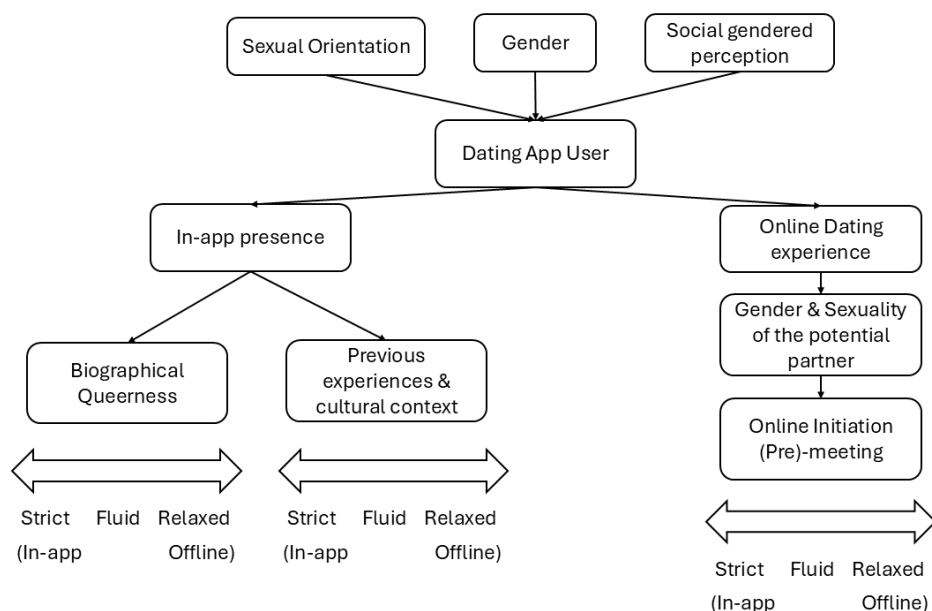 Sexual Orientation
Gender
Social gendered
perception
Dating App User
In-app presence
Online Dating
experience
Gender & Sexuality
of the potential
partner
Biographical
Queerness
Previous
experiences &
cultural context
Online Initiation
(Pre)-meeting
Strict Fluid Relaxed
(In-app Offline)
Strict Fluid Relaxed
(In-app Offline)
Strict Fluid Relaxed
(In-app Offline)